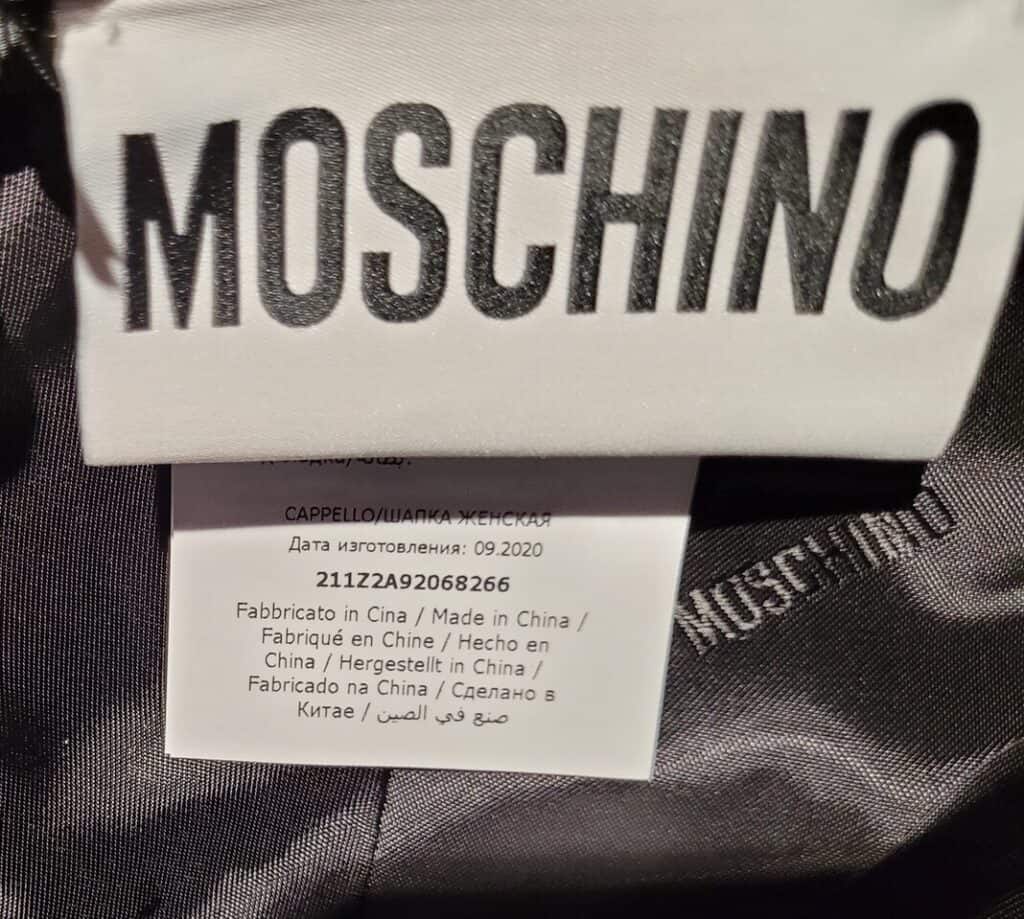 MOSCHINO
CAPPELLO/ШАПКА ЖЕНСКАЯ
Дата изготовления: 09.2020
211Z2A92068266
Fabbricato in Cina / Made in China /
Fabriqué en Chine / Hecho en
China / Hergestellt in China /
Fabricado na China / Сделано в
Китае / صنع في الصين
MOSCHINO